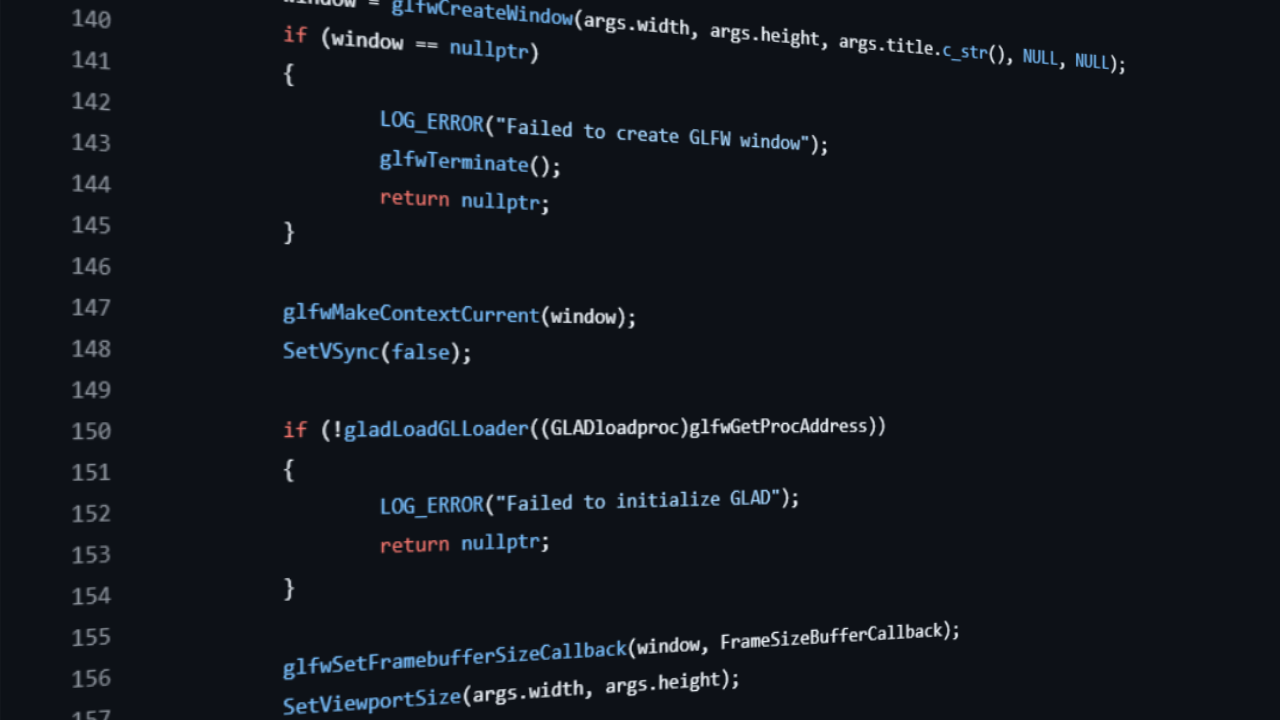 window = glfwCreateWindow(args.width, args.height, args.title.c_str(), NULL, NULL);
140 if (window == nullptr)
141 {
142 LOG_ERROR("Failed to create GLFW window");
143 glfwTerminate();
144 return nullptr;
145 }
146
147 glfwMakeContextCurrent(window);
148 SetVSync(false);
149
150 if (!gladLoadGLLoader((GLADloadproc)glfwGetProcAddress))
151 {
152 LOG_ERROR("Failed to initialize GLAD");
153 return nullptr;
154 }
155
156 glfwSetFramebufferSizeCallback(window, FrameSizeBufferCallback);
157 SetViewportSize(args.width, args.height);